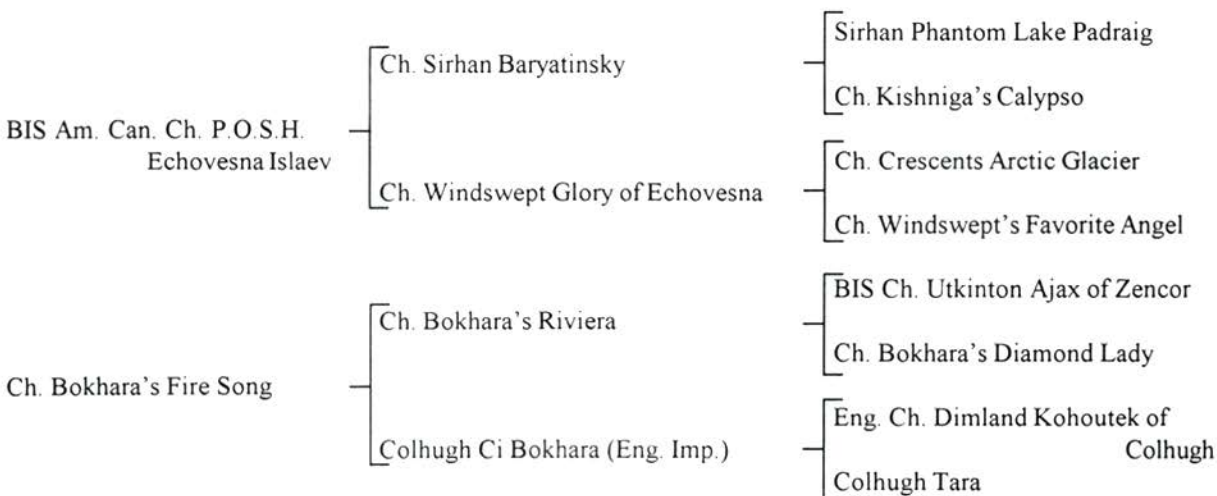 Sirhan Phantom Lake Padraig
Ch. Sirhan Baryatinsky
Ch. Kishniga's Calypso
BIS Am. Can. Ch. P.O.S.H.
Echovesna Islaev
Ch. Crescents Arctic Glacier
Ch. Windswept Glory of Echovesna
Ch. Windswept's Favorite Angel
BIS Ch. Utkinton Ajax of Zencor
Ch. Bokhara's Riviera
Ch. Bokhara's Diamond Lady
Ch. Bokhara's Fire Song
Eng. Ch. Dimland Kohoutek of
Colhugh
Colhugh Ci Bokhara (Eng. Imp.)
Colhugh Tara